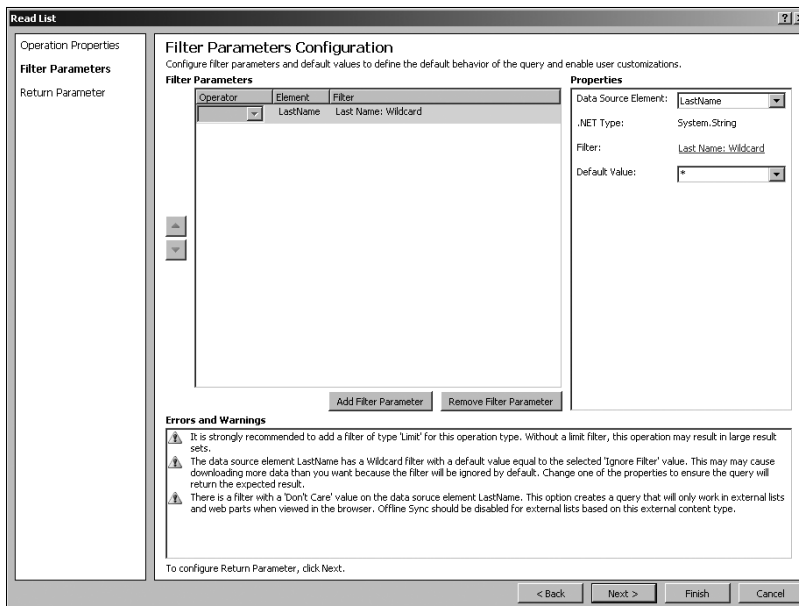 Read List
Operation Properties
Filter Parameters
Return Parameter
Filter Parameters Configuration
Configure filter parameters and default values to define the default behavior of the query and enable user customizations.
Filter Parameters
Operator Element Filter
LastName Last Name: Wildcard
Add Filter Parameter Remove Filter Parameter
Properties
Data Source Element: LastName
.NET Type: System.String
Filter: Last Name: Wildcard
Default Value: *
Errors and Warnings
It is strongly recommended to add a filter of type 'Limit' for this operation type. Without a limit filter, this operation may result in large result
sets.
The data source element LastName has a Wildcard filter with a default value equal to the selected 'Ignore Filter' value. This may may cause
downloading more data than you want because the filter will be ignored by default. Change one of the properties to ensure the query will
return the expected result.
There is a filter with a 'Don't Care' value on the data soruce element LastName. This option creates a query that will only work in external lists
and web parts when viewed in the browser. Offline Sync should be disabled for external lists based on this external content type.
To configure Return Parameter, click Next.
< Back Next > Finish Cancel